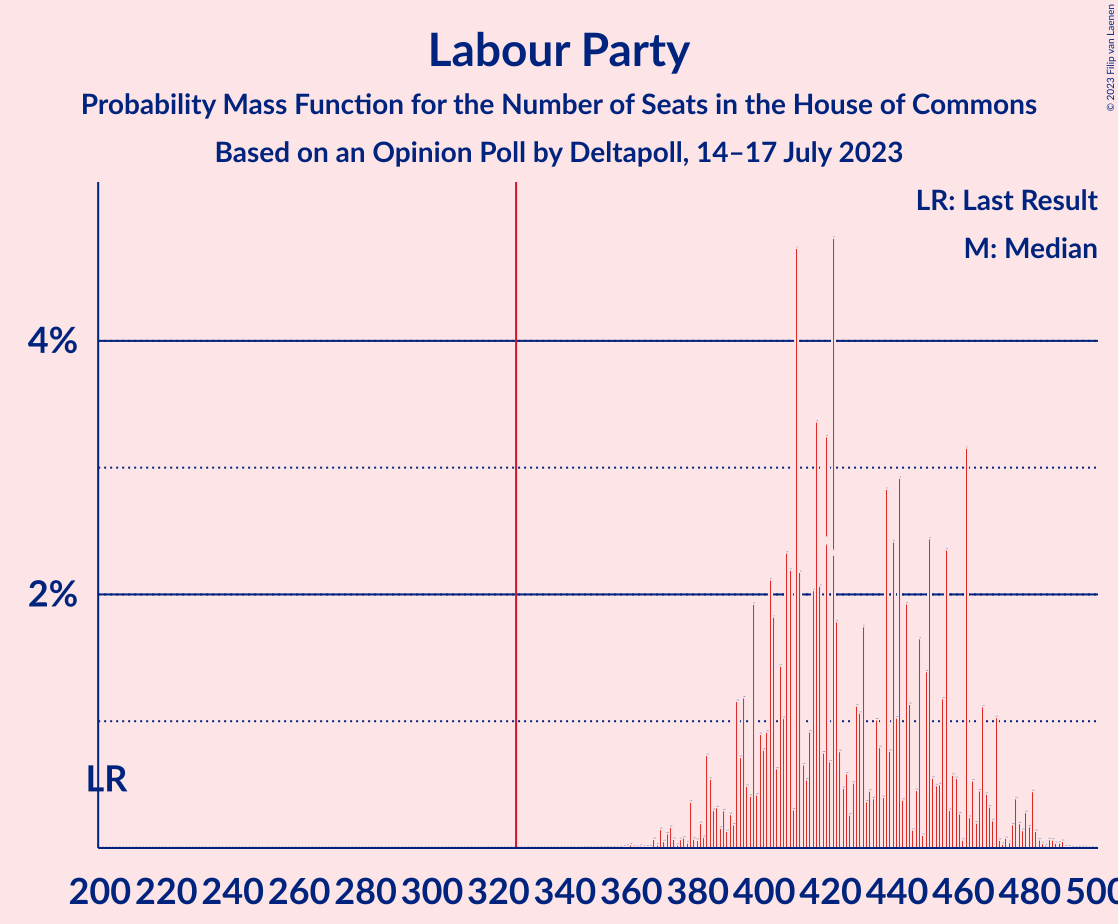 Labour Party
Probability Mass Function for the Number of Seats in the House of Commons
Based on an Opinion Poll by Deltapoll, 14–17 July 2023
© 2023 Filip van Laenen
LR: Last Result
M: Median
4%
2%
LR
200 220 240 260 280 300 320 340 360 380 400 420 440 460 480 500